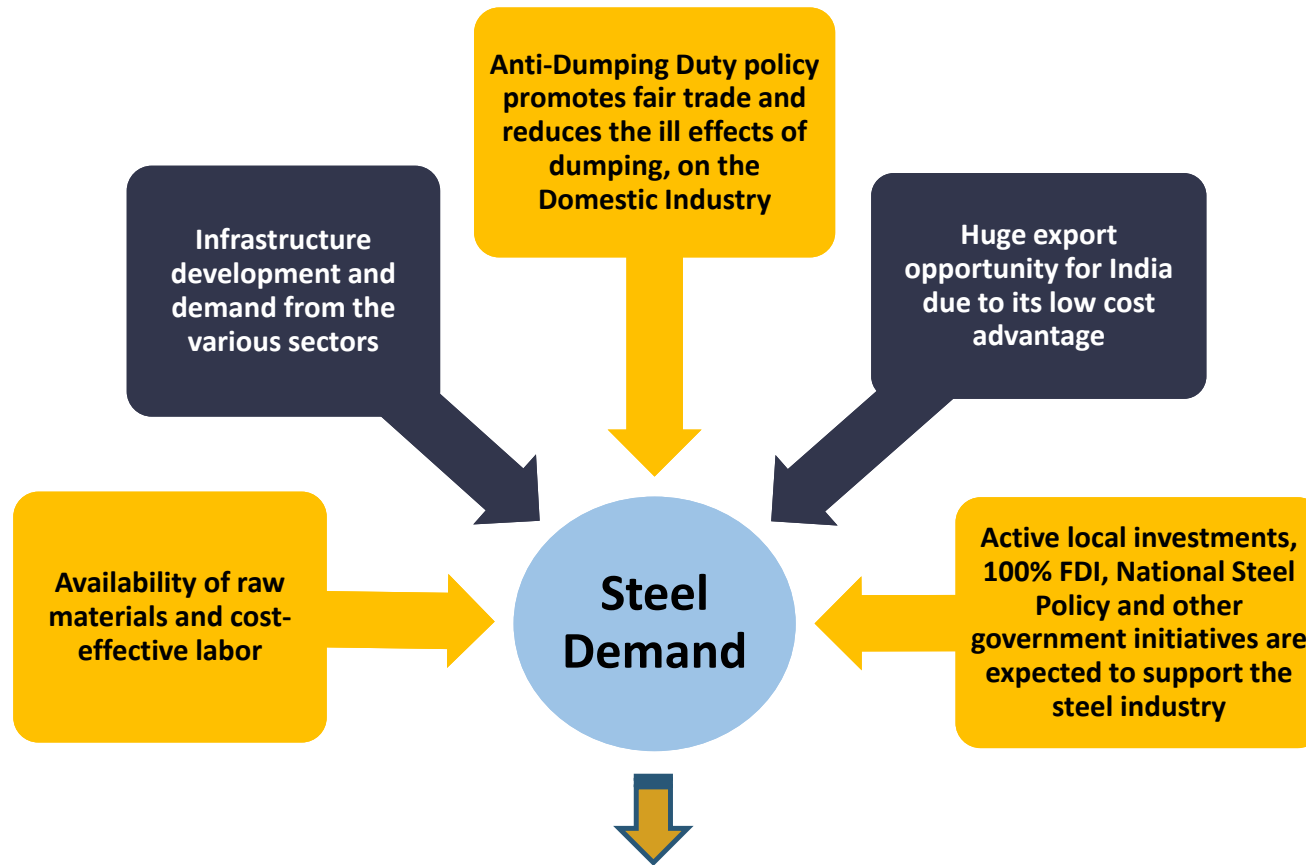 Anti-Dumping Duty policy
promotes fair trade and
reduces the ill effects of
dumping, on the
Domestic Industry
Infrastructure
development and
demand from the
various sectors
Huge export
opportunity for India
due to its low cost
advantage
Availability of raw
materials and cost-
effective labor
Steel
Demand
Active local investments,
100% FDI, National Steel
Policy and other
government initiatives are
expected to support the
steel industry